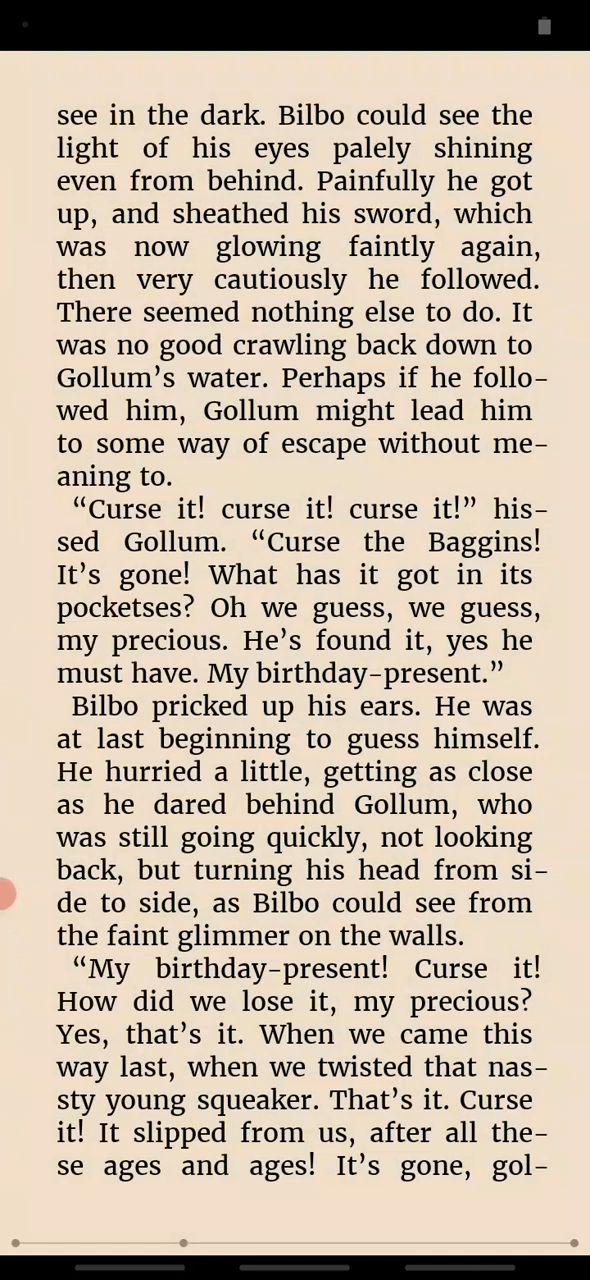 see in the dark. Bilbo could see the
light of his eyes palely shining
even from behind. Painfully he got
up, and sheathed his sword, which
was now glowing faintly again,
then very cautiously he followed.
There seemed nothing else to do. It
was no good crawling back down to
Gollum’s water. Perhaps if he follo-
wed him, Gollum might lead him
to some way of escape without me-
aning to.
“Curse it! curse it! curse it!” his-
sed Gollum. “Curse the Baggins!
It’s gone! What has it got in its
pocketses? Oh we guess, we guess,
my precious. He’s found it, yes he
must have. My birthday-present.”
Bilbo pricked up his ears. He was
at last beginning to guess himself.
He hurried a little, getting as close
as he dared behind Gollum, who
was still going quickly, not looking
back, but turning his head from si-
de to side, as Bilbo could see from
the faint glimmer on the walls.
“My birthday-present! Curse it!
How did we lose it, my precious?
Yes, that’s it. When we came this
way last, when we twisted that nas-
sty young squeaker. That’s it. Curse
it! It slipped from us, after all the-
se ages and ages! It’s gone, gol-